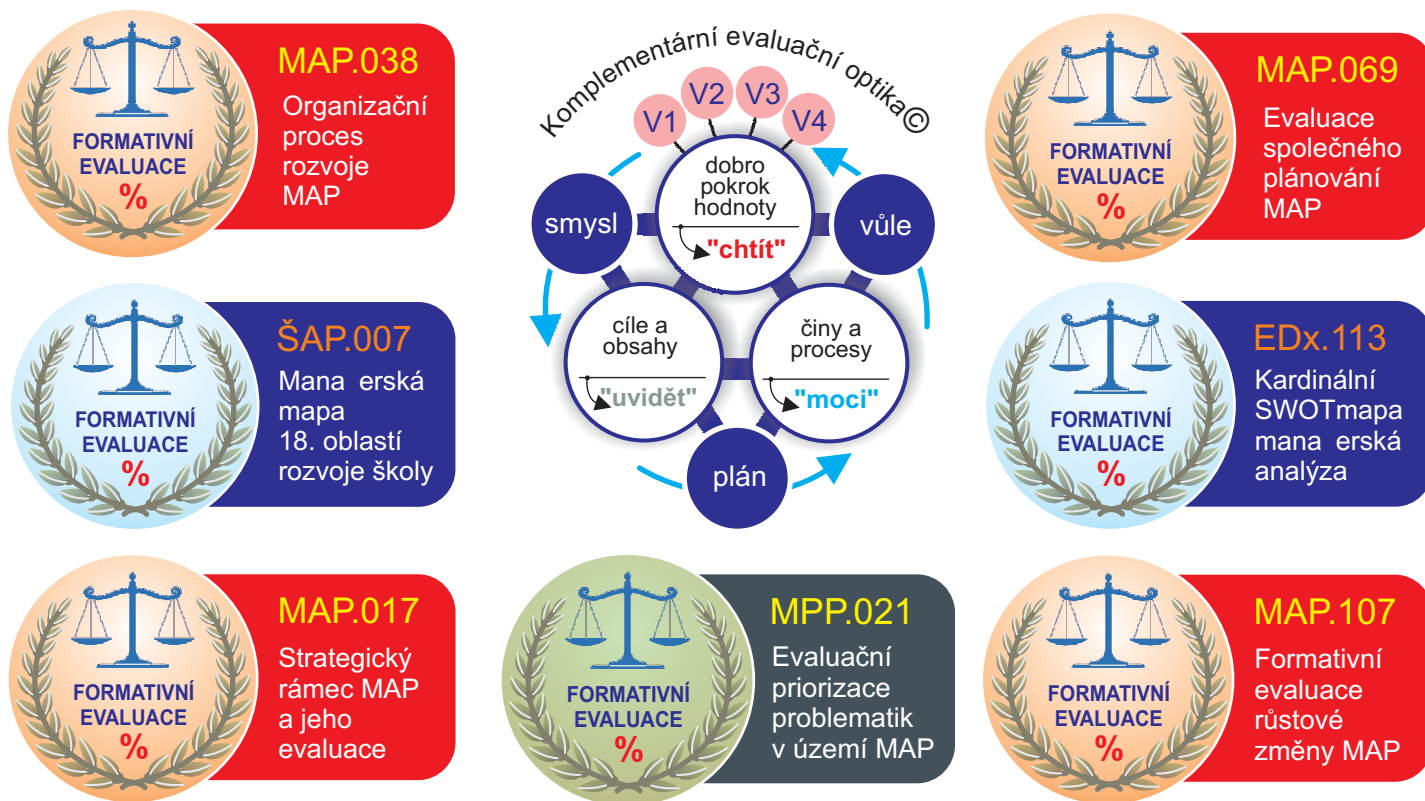 MAP.038
Organizační
proces
rozvoje
MAP
FORMATIVNÍ
EVALUACE
%
Komplementární evaluační optika©
V1
V2
V3
V4
dobro
pokrok
hodnoty
"chtít"
smysl
vůle
cíle a
obsahy
"uvidět"
činy a
procesy
"moci"
plán
MAP.069
Evaluace
společného
plánování
MAP
FORMATIVNÍ
EVALUACE
%
ŠAP.007
Mana erská
mapa
18. oblastí
rozvoje školy
FORMATIVNÍ
EVALUACE
%
EDx.113
Kardinální
SWOTmapa
mana erská
analýza
FORMATIVNÍ
EVALUACE
%
MAP.017
Strategický
rámec MAP
a jeho
evaluace
FORMATIVNÍ
EVALUACE
%
MPP.021
Evaluační
priorizace
problematik
v území MAP
FORMATIVNÍ
EVALUACE
%
MAP.107
Formativní
evaluace
růstové
změny MAP
FORMATIVNÍ
EVALUACE
%